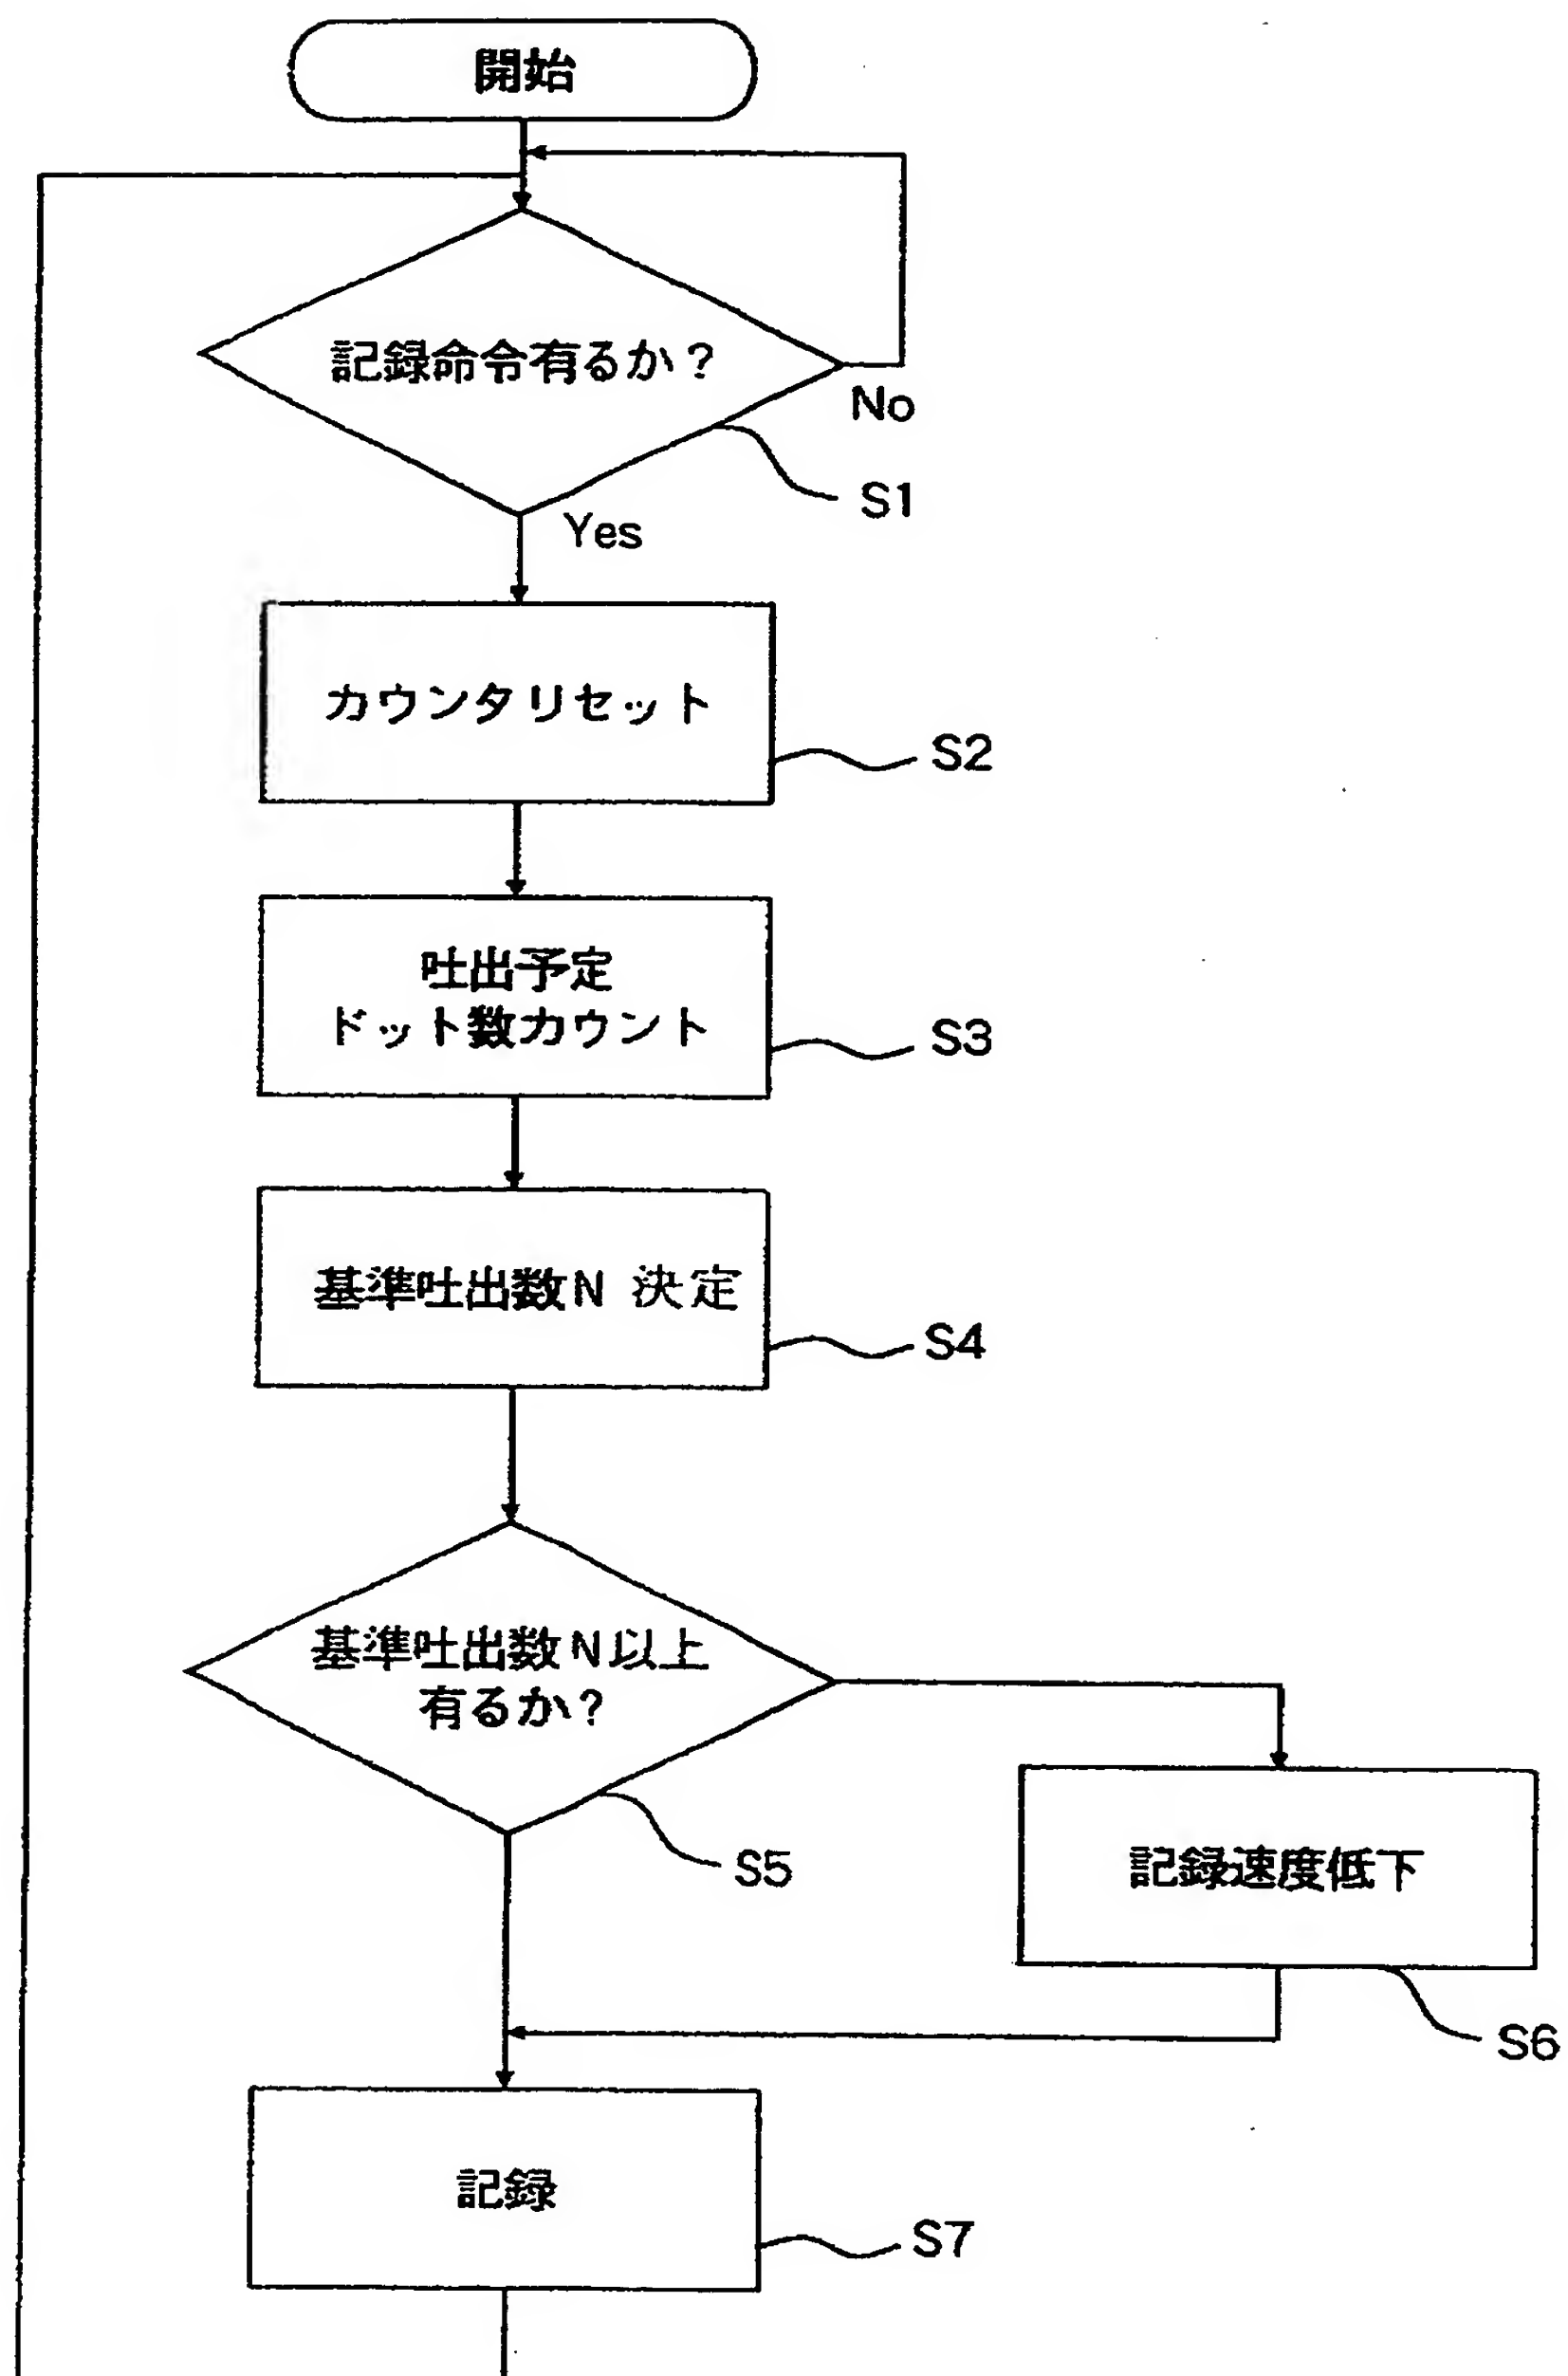 開始
記録命令有るか？
No
S1
Yes
カウンタリセット
S2
吐出予定
ドット数カウント
S3
基準吐出数N 決定
S4
基準吐出数N以上
有るか？
S5
記録速度低下
S6
記録
S7